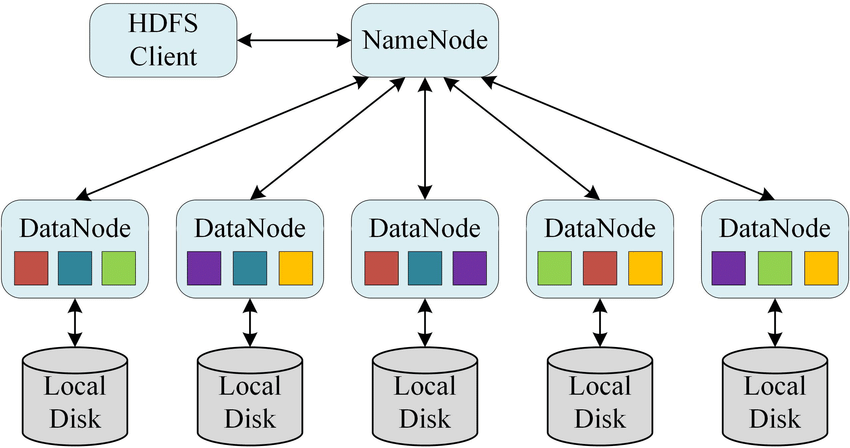 HDFS
Client
NameNode
DataNode
DataNode
DataNode
DataNode
DataNode
Local
Disk
Local
Disk
Local
Disk
Local
Disk
Local
Disk